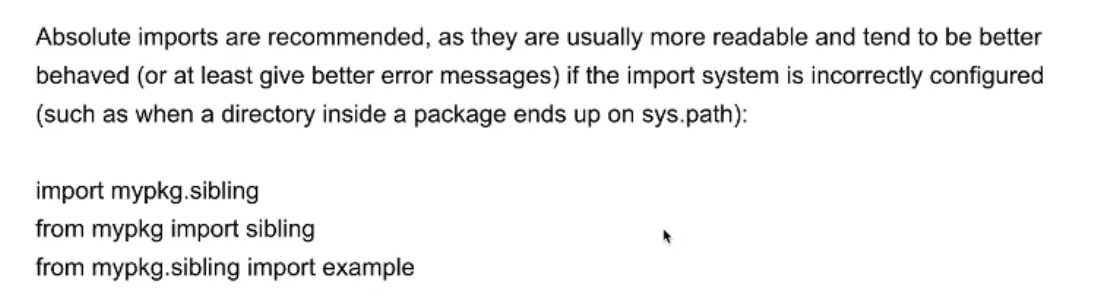 Absolute imports are recommended, as they are usually more readable and tend to be better
behaved (or at least give better error messages) if the import system is incorrectly configured
(such as when a directory inside a package ends up on sys.path):
import mypkg.sibling
from mypkg import sibling
from mypkg.sibling import example